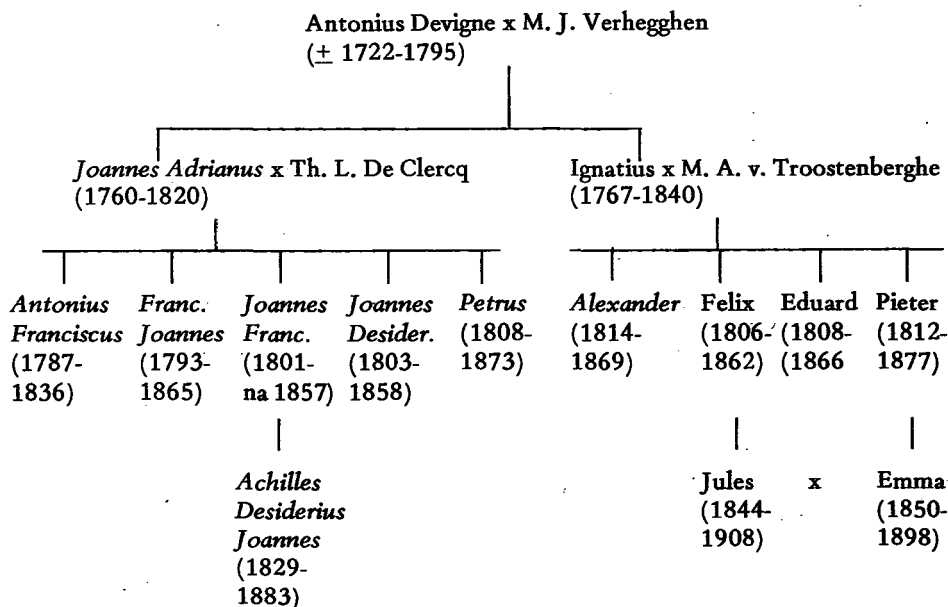 Antonius Devigne x M. J. Verhegghen
(± 1722-1795)
Joannes Adrianus x Th. L. De Clercq
(1760-1820)
Ignatius x M. A. v. Troostenberghe
(1767-1840)
Antonius
Franciscus
(1787-
1836)
Franc.
Joannes
(1793-
1865)
Joannes
Franc.
(1801-
na 1857)
Joannes
Desider.
(1803-
1858)
Petrus
(1808-
1873)
Alexander
(1814-
1869)
Felix
(1806-
1862)
Eduard
(1808-
1866
Pieter
(1812-
1877)
Achilles
Desiderius
Joannes
(1829-
1883)
Jules x Emma
(1844-
1908)
(1850-
1898)